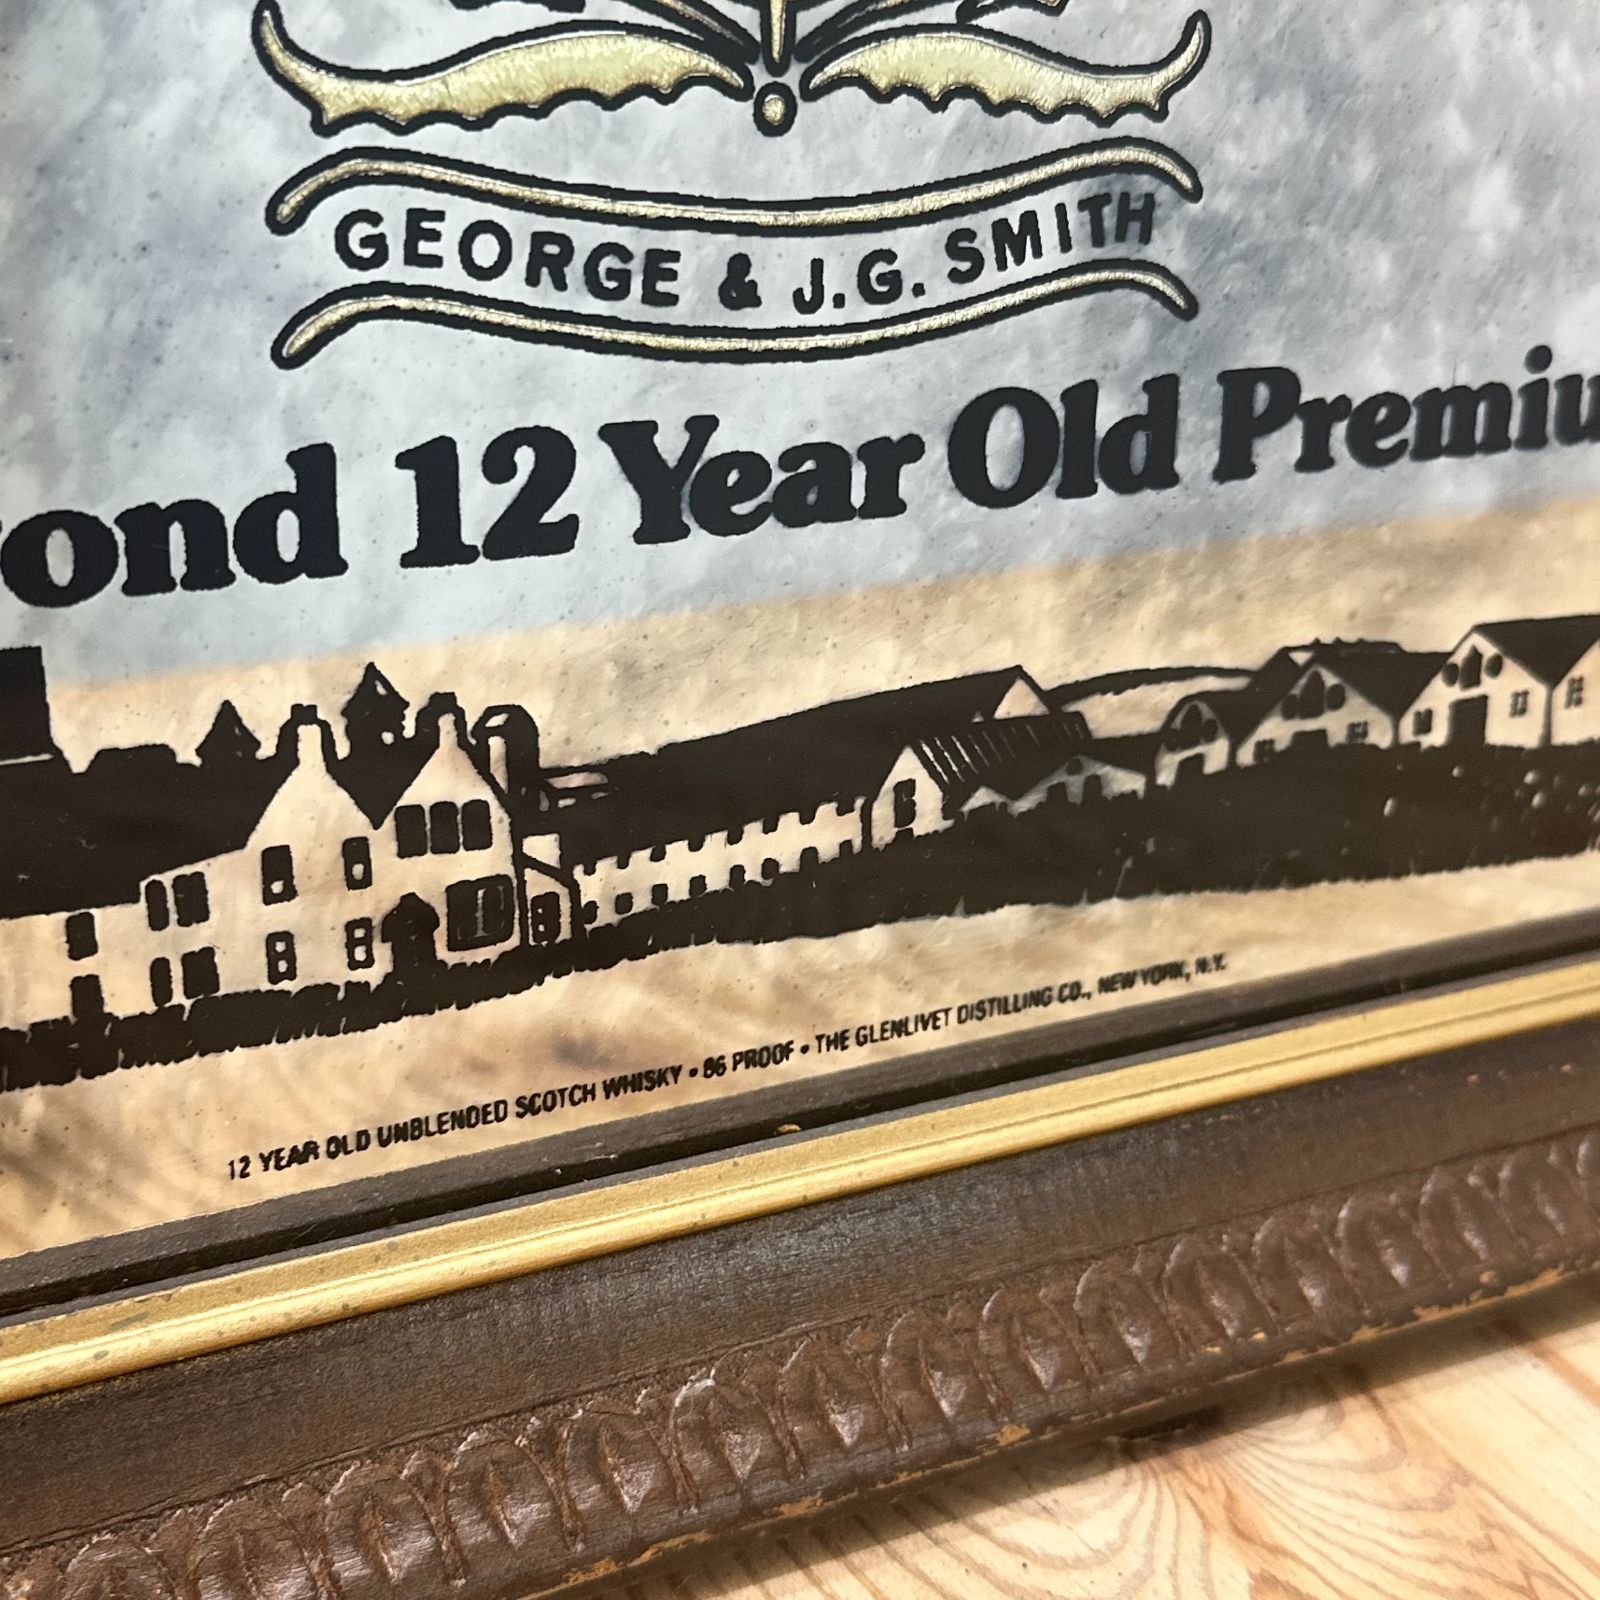 GEORGE & J.G. SMITH
ond 12 Year Old Premiu
12 YEAR OLD UNBLENDED SCOTCH WHISKY • 86 PROOF • THE GLENLIVET DISTILLING CO., NEW YORK, N.Y.